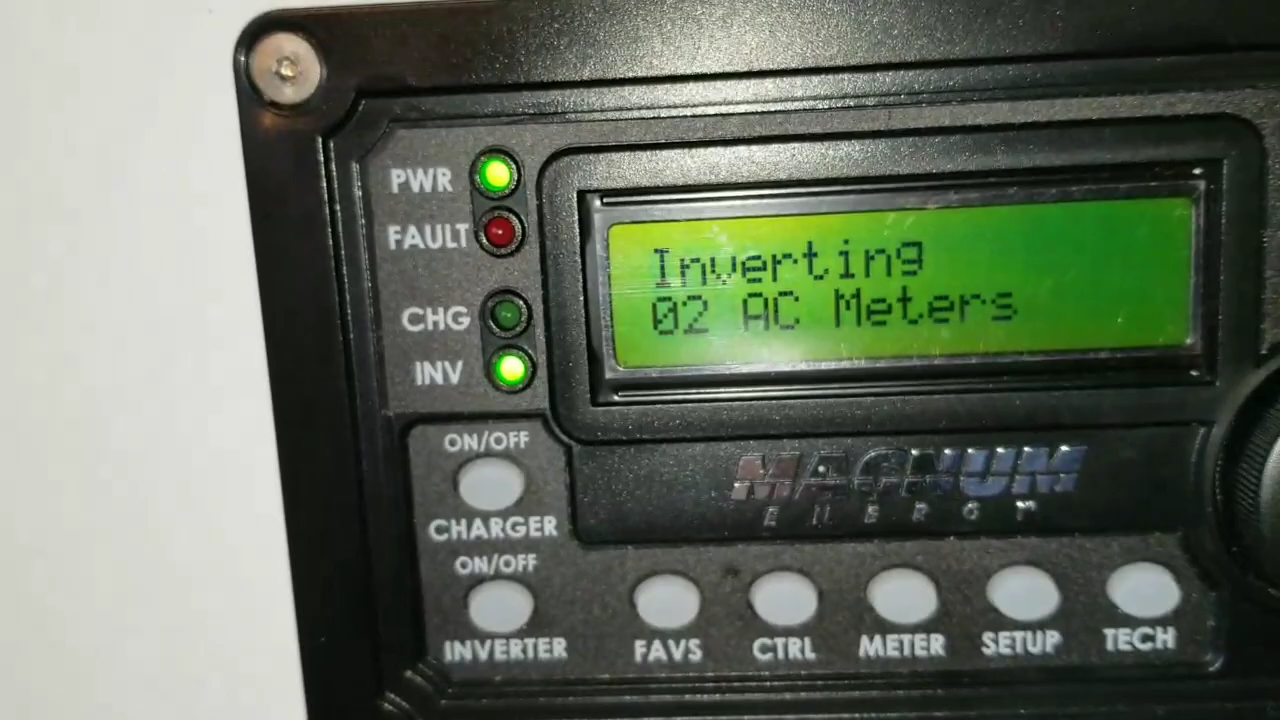 PWR
FAULT
CHG
INV
Inverting
02 AC Meters
MAGNUM
ENERGY
ON/OFF
CHARGER
ON/OFF
INVERTER
FAVS
CTRL
METER
SETUP
TECH